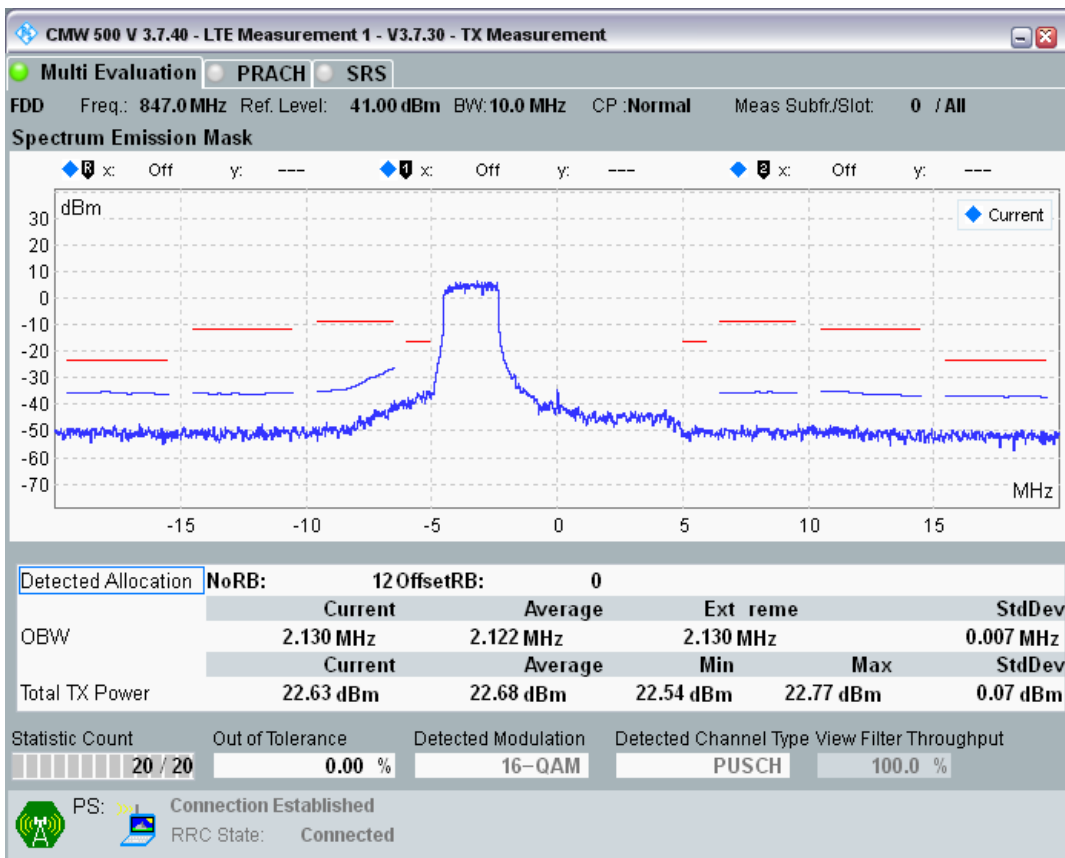 CMW 500 V 3.7.40 - LTE Measurement 1 - V3.7.30 - TX Measurement
Multi Evaluation PRACH SRS
FDD Freq.: 847.0 MHz Ref. Level: 41.00 dBm BW: 10.0 MHz CP :Normal Meas Subfr./Slot: 0 / All
Spectrum Emission Mask
R x: Off y: --- 1 x: Off y: --- 2 x: Off y: ---
dBm
Current
30
20
10
0
-10
-20
-30
-40
-50
-60
-70
MHz
-15 -10 -5 0 5 10 15
Detected Allocation NoRB: 12 OffsetRB: 0
Current Average Ext reme StdDev
OBW 2.130 MHz 2.122 MHz 2.130 MHz 0.007 MHz
Current Average Min Max StdDev
Total TX Power 22.63 dBm 22.68 dBm 22.54 dBm 22.77 dBm 0.07 dBm
Statistic Count Out of Tolerance Detected Modulation Detected Channel Type View Filter Throughput
20 / 20 0.00 % 16-QAM PUSCH 100.0 %
PS: Connection Established
RRC State: Connected